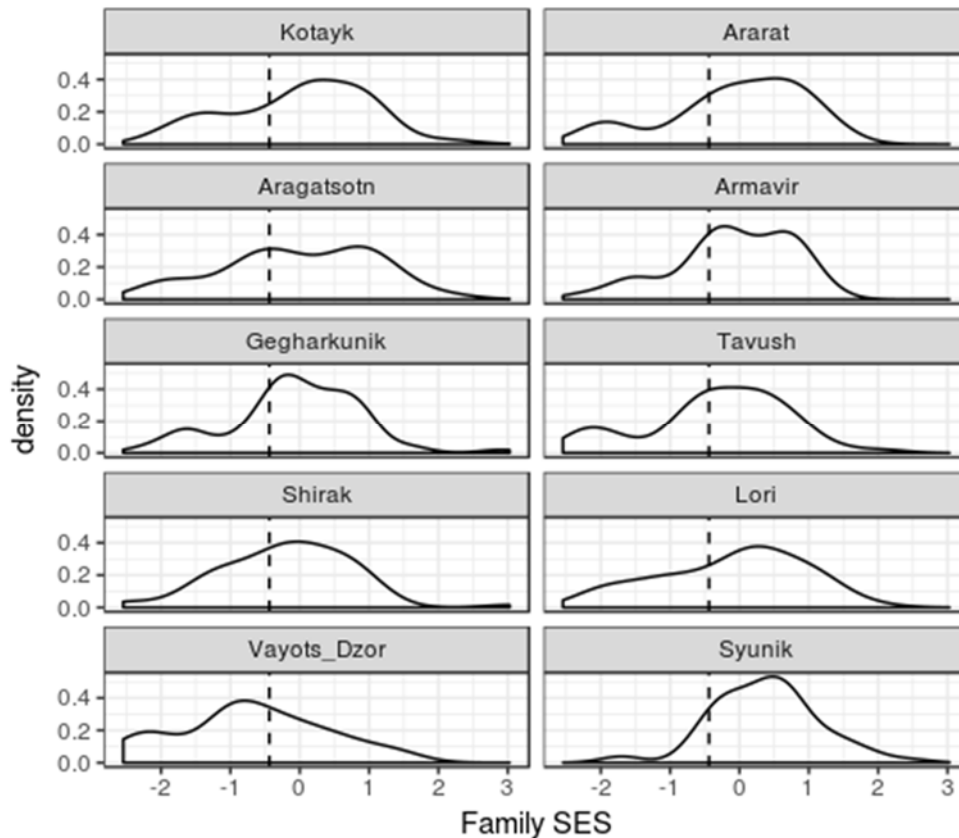 Kotayk Ararat
0.4
0.2
0.0
Aragatsotn Armavir
0.4
0.2
0.0
Gegharkunik Tavush
0.4
0.2
0.0
Shirak Lori
0.4
0.2
0.0
Vayots_Dzor Syunik
0.4
0.2
0.0
-2 -1 0 1 2 3 -2 -1 0 1 2 3
Family SES
density